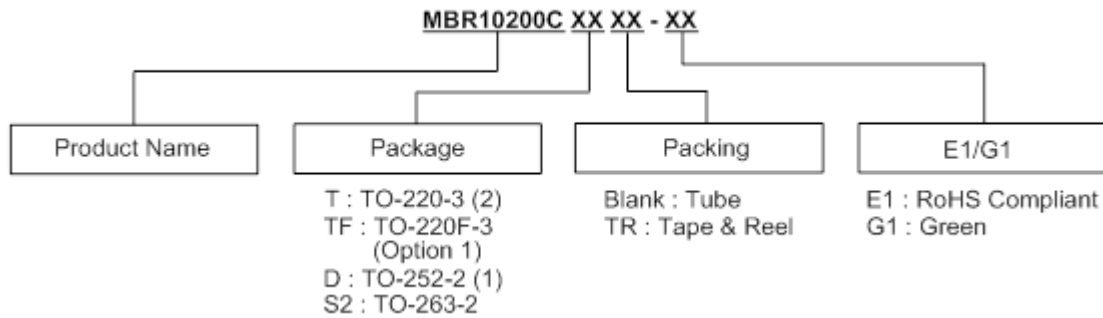 MBR10200C XX XX - XX
Product Name
Package
Packing
E1/G1
T : TO-220-3 (2)
TF : TO-220F-3
(Option 1)
D : TO-252-2 (1)
S2 : TO-263-2
Blank : Tube
TR : Tape & Reel
E1 : RoHS Compliant
G1 : Green